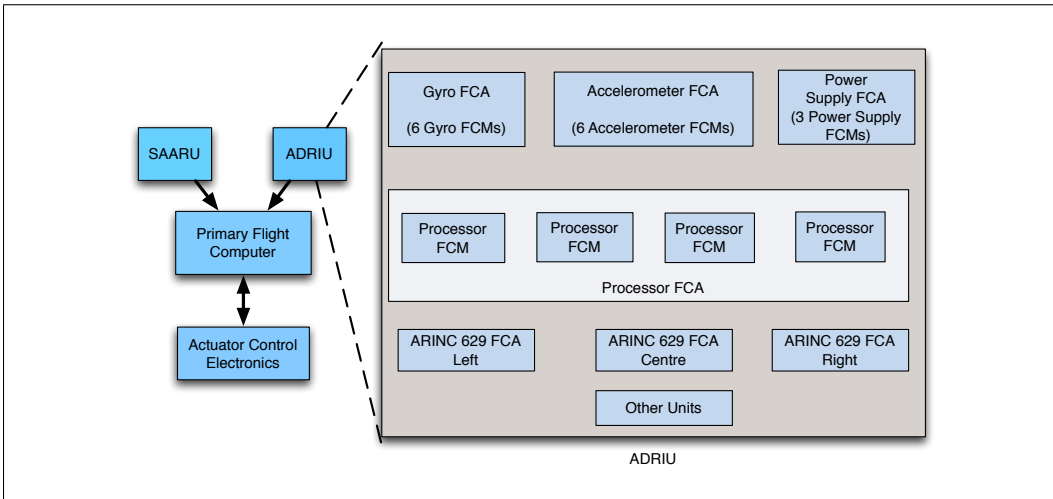 SAARU
ADRIU
Primary Flight
Computer
Actuator Control
Electronics
Gyro FCA
(6 Gyro FCMs)
Accelerometer FCA
(6 Accelerometer FCMs)
Power
Supply FCA
(3 Power Supply
FCMs)
Processor
FCM
Processor
FCM
Processor
FCM
Processor
FCM
Processor FCA
ARINC 629 FCA
Left
ARINC 629 FCA
Centre
ARINC 629 FCA
Right
Other Units
ADRIU